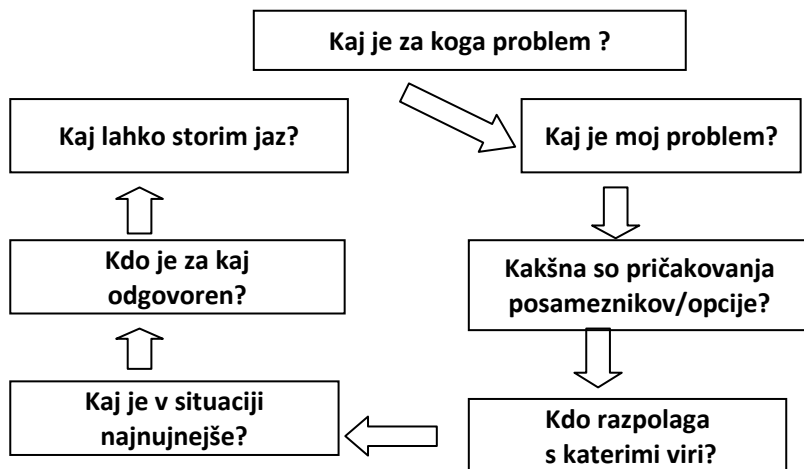 Kaj je za koga problem ?
Kaj je moj problem?
Kakšna so pričakovanja
posameznikov/opcije?
Kdo razpolaga
s katerimi viri?
Kaj je v situaciji
najnujnejše?
Kdo je za kaj
odgovoren?
Kaj lahko storim jaz?